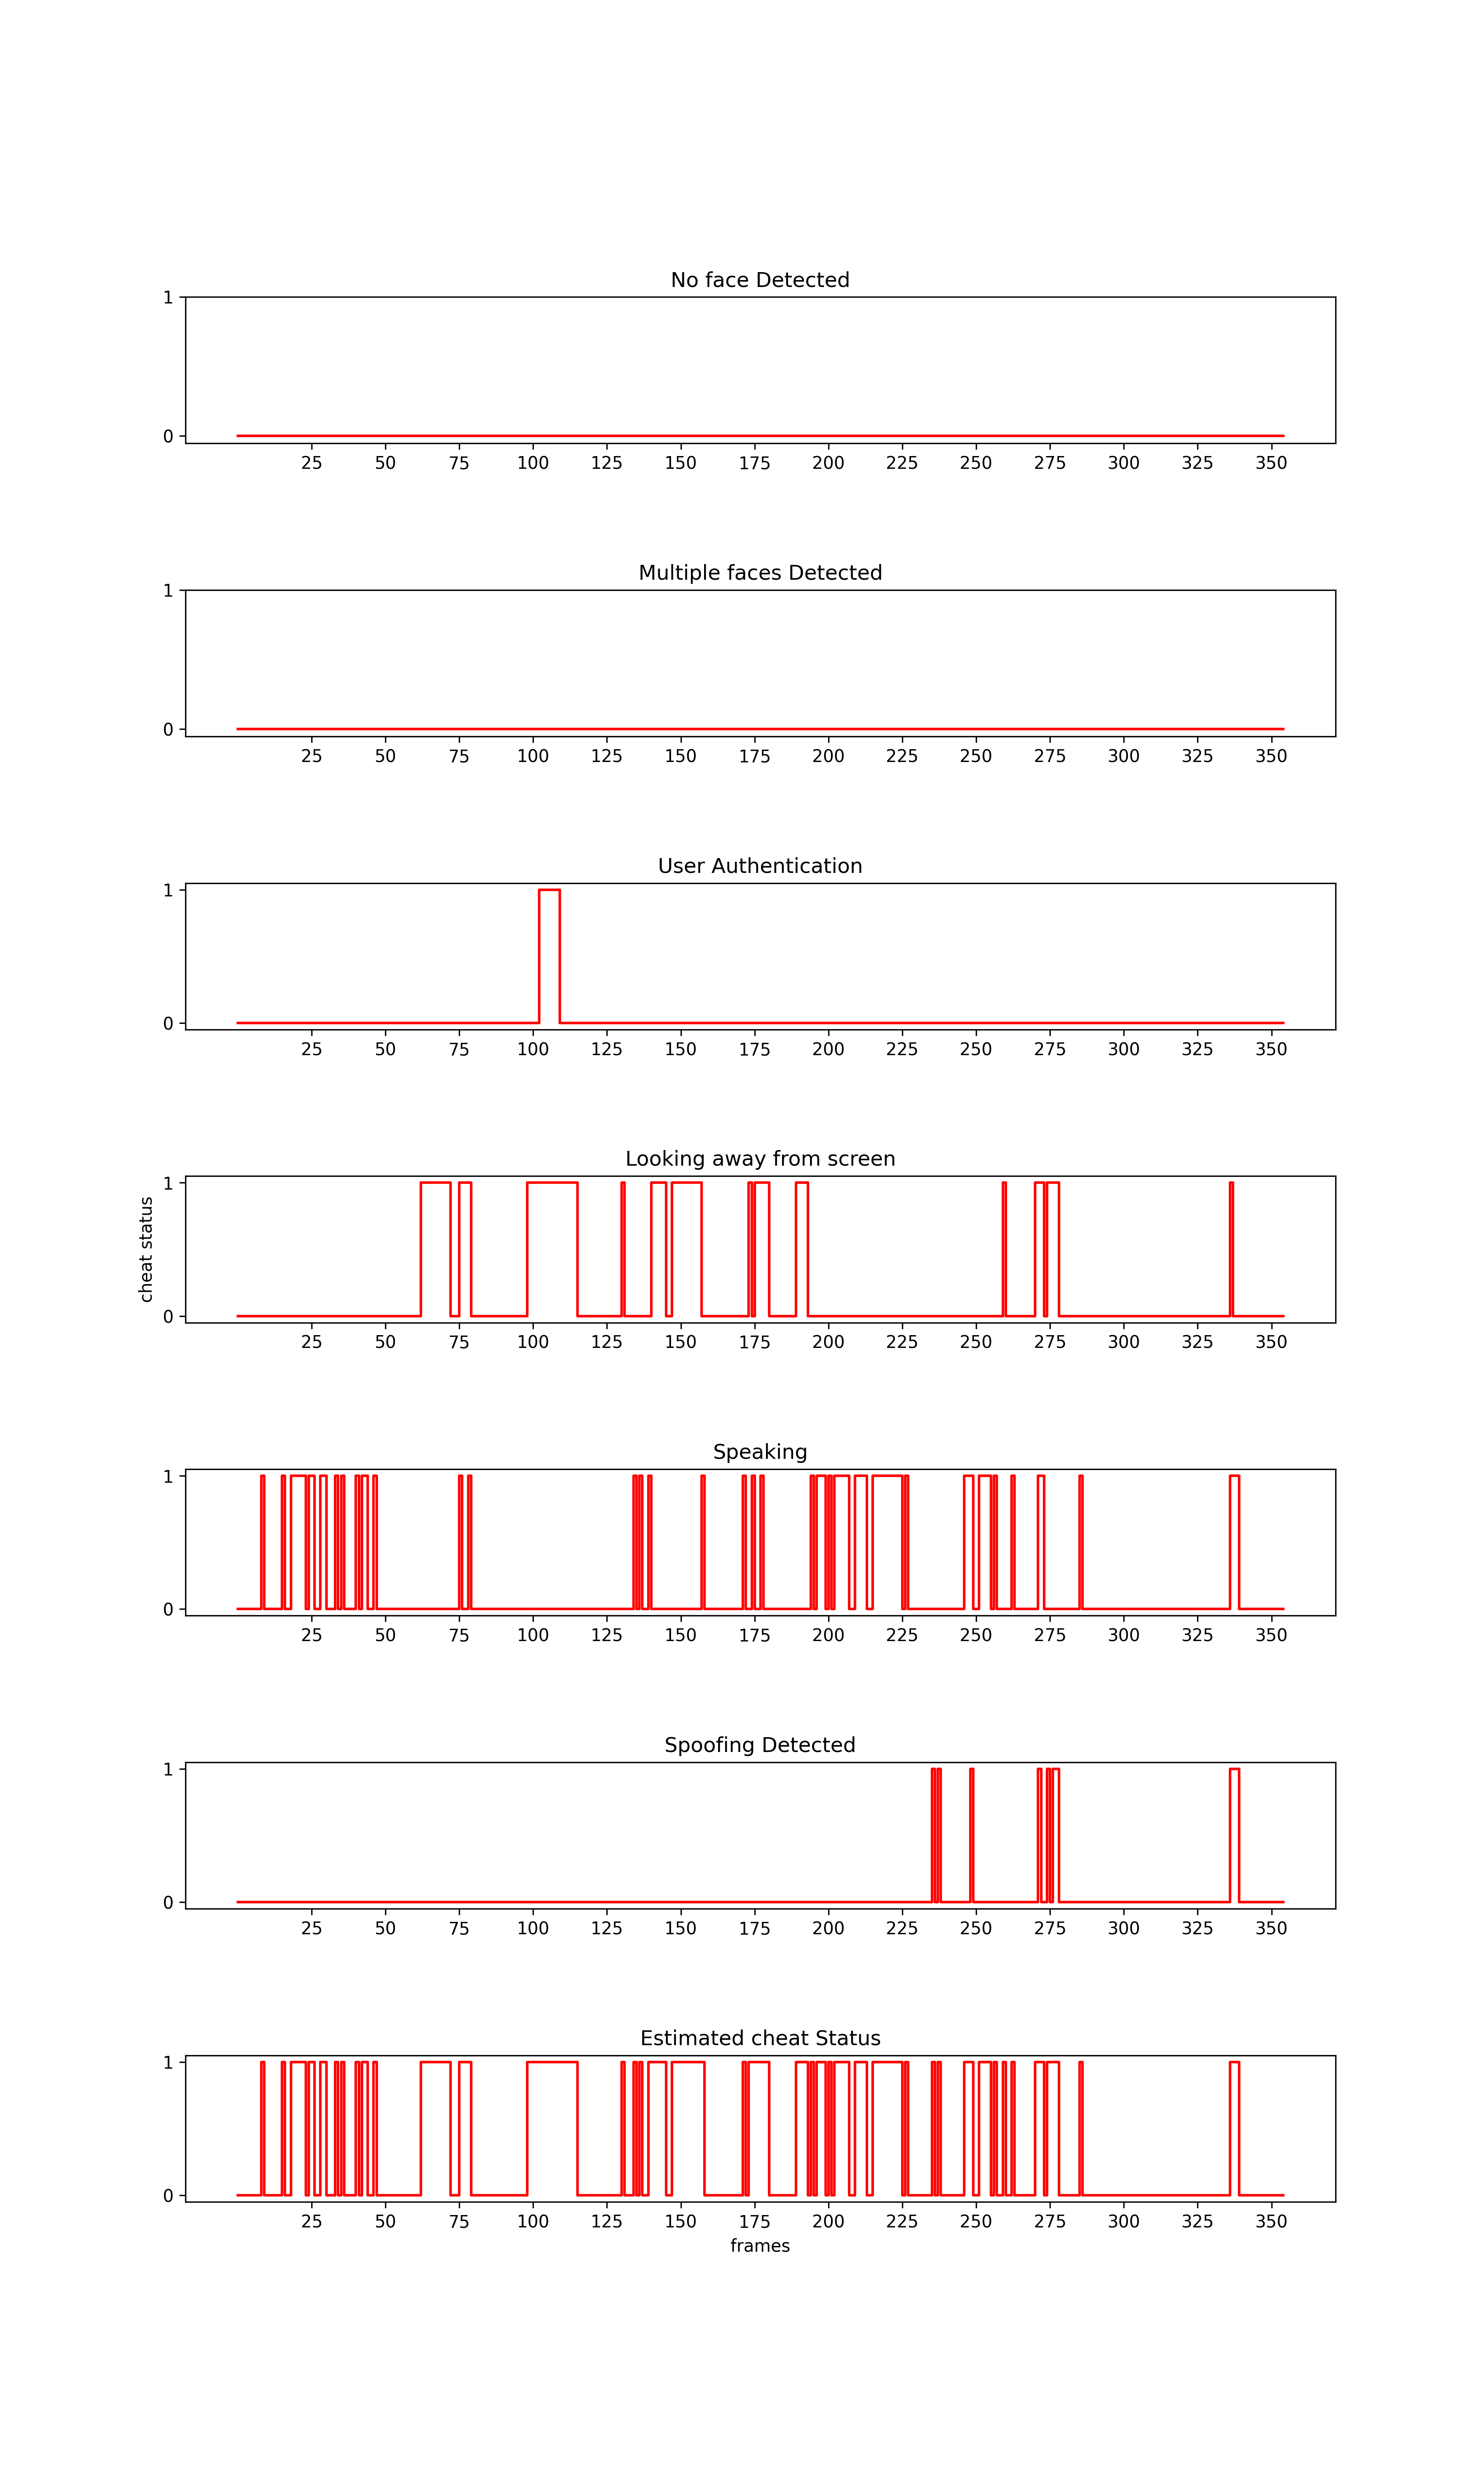 No face Detected
1
0
25 50 75 100 125 150 175 200 225 250 275 300 325 350
Multiple faces Detected
1
0
25 50 75 100 125 150 175 200 225 250 275 300 325 350
User Authentication
1
0
25 50 75 100 125 150 175 200 225 250 275 300 325 350
Looking away from screen
1
cheat status
0
25 50 75 100 125 150 175 200 225 250 275 300 325 350
Speaking
1
0
25 50 75 100 125 150 175 200 225 250 275 300 325 350
Spoofing Detected
1
0
25 50 75 100 125 150 175 200 225 250 275 300 325 350
Estimated cheat Status
1
0
25 50 75 100 125 150 175 200 225 250 275 300 325 350
frames